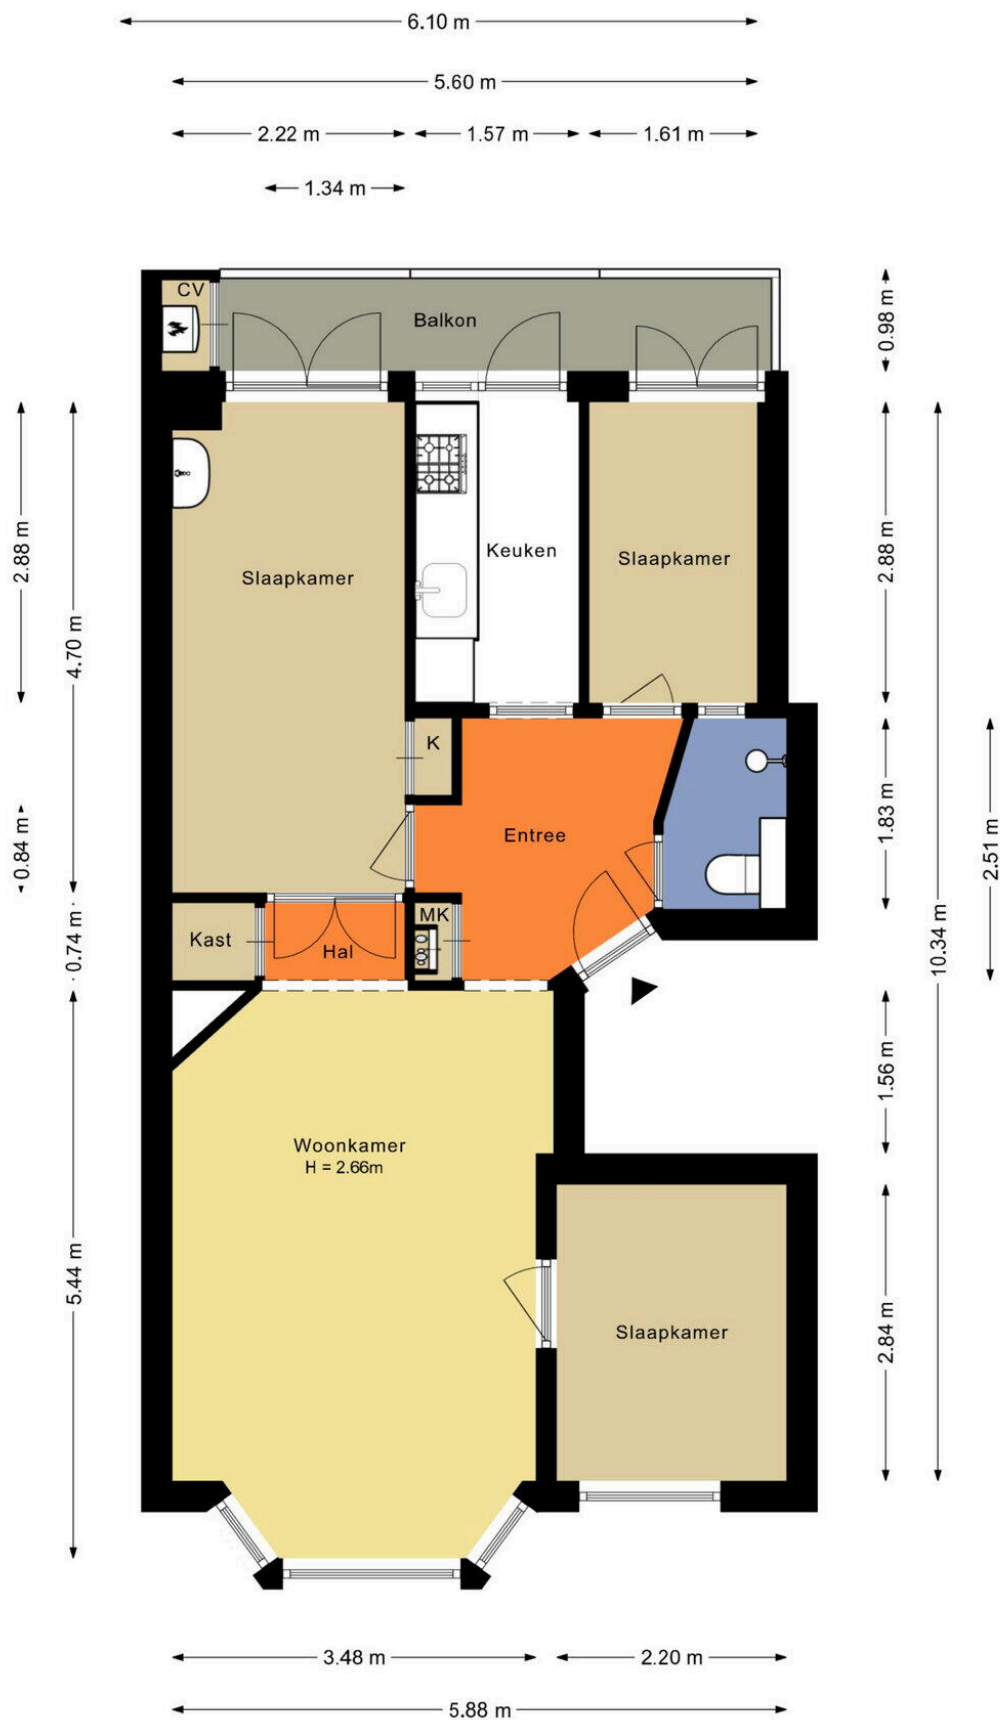 6.10 m
5.60 m
2.22 m
1.57 m
1.61 m
1.34 m
CV
Balkon
0.98 m
2.88 m
4.70 m
Slaapkamer
Keuken
Slaapkamer
2.88 m
10.34 m
K
Entree
1.83 m
2.51 m
0.84 m
0.74 m
Kast
Hal
MK
1.56 m
Woonkamer
H = 2.66m
5.44 m
Slaapkamer
2.84 m
3.48 m
2.20 m
5.88 m